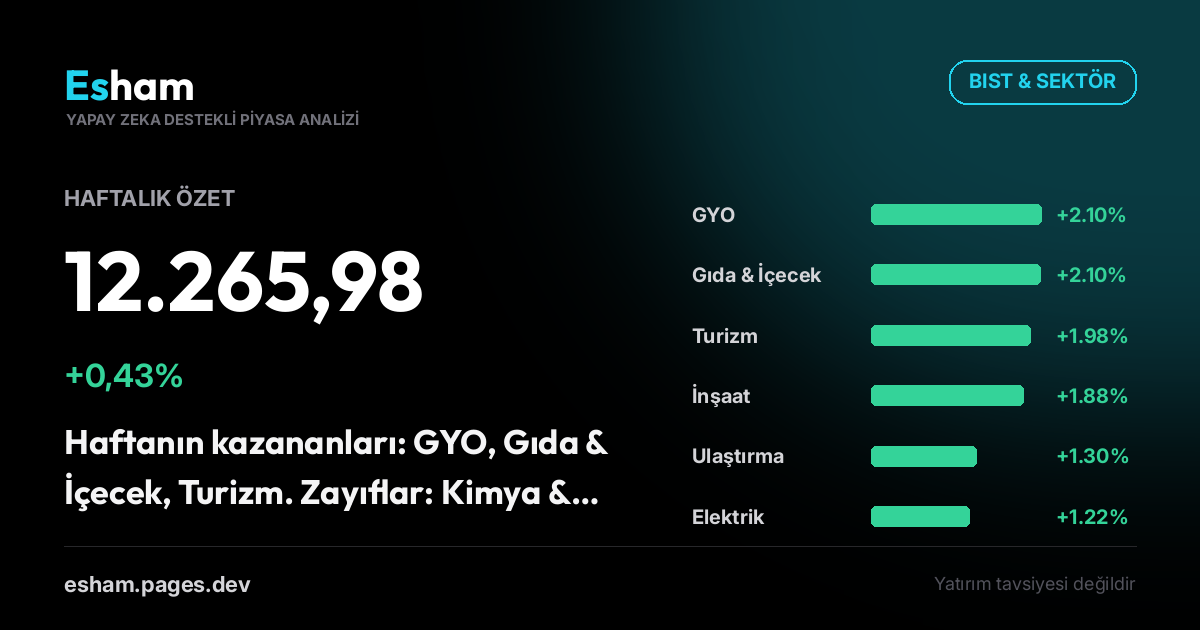 Esham
YAPAY ZEKA DESTEKLİ PİYASA ANALİZİ
BIST & SEKTÖR
HAFTALIK ÖZET
12.265,98
+0,43%
Haftanın kazananları: GYO, Gıda &
İçecek, Turizm. Zayıflar: Kimya &...
GYO +2.10%
Gıda & İçecek +2.10%
Turizm +1.98%
İnşaat +1.88%
Ulaştırma +1.30%
Elektrik +1.22%
esham.pages.dev
Yatırım tavsiyesi değildir